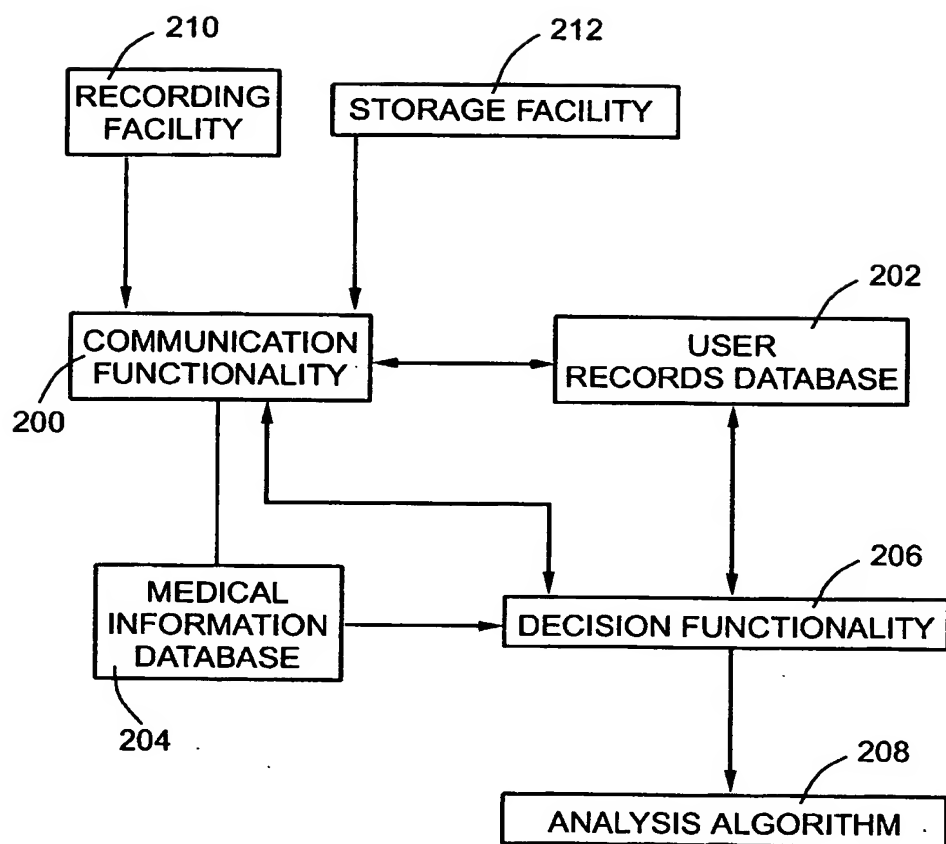 210
212
RECORDING
FACILITY
STORAGE FACILITY
202
COMMUNICATION
FUNCTIONALITY
USER
RECORDS DATABASE
200
206
MEDICAL
INFORMATION
DATABASE
DECISION FUNCTIONALITY
204
208
ANALYSIS ALGORITHM